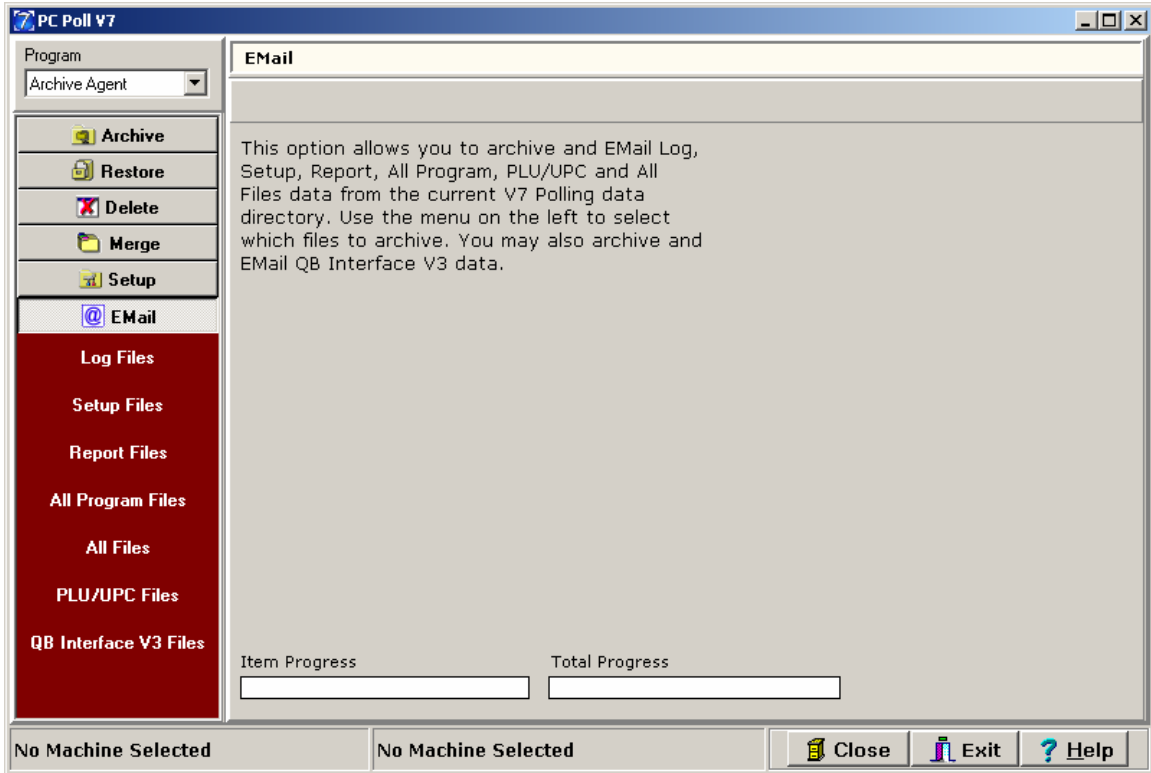 PC Poll V7
Program
Archive Agent
Archive
Restore
Delete
Merge
Setup
@ EMail
Log Files
Setup Files
Report Files
All Program Files
All Files
PLU/UPC Files
QB Interface V3 Files
EMail
This option allows you to archive and EMail Log,
Setup, Report, All Program, PLU/UPC and All
Files data from the current V7 Polling data
directory. Use the menu on the left to select
which files to archive. You may also archive and
EMail QB Interface V3 data.
Item Progress
Total Progress
No Machine Selected
No Machine Selected
Close
Exit
? Help